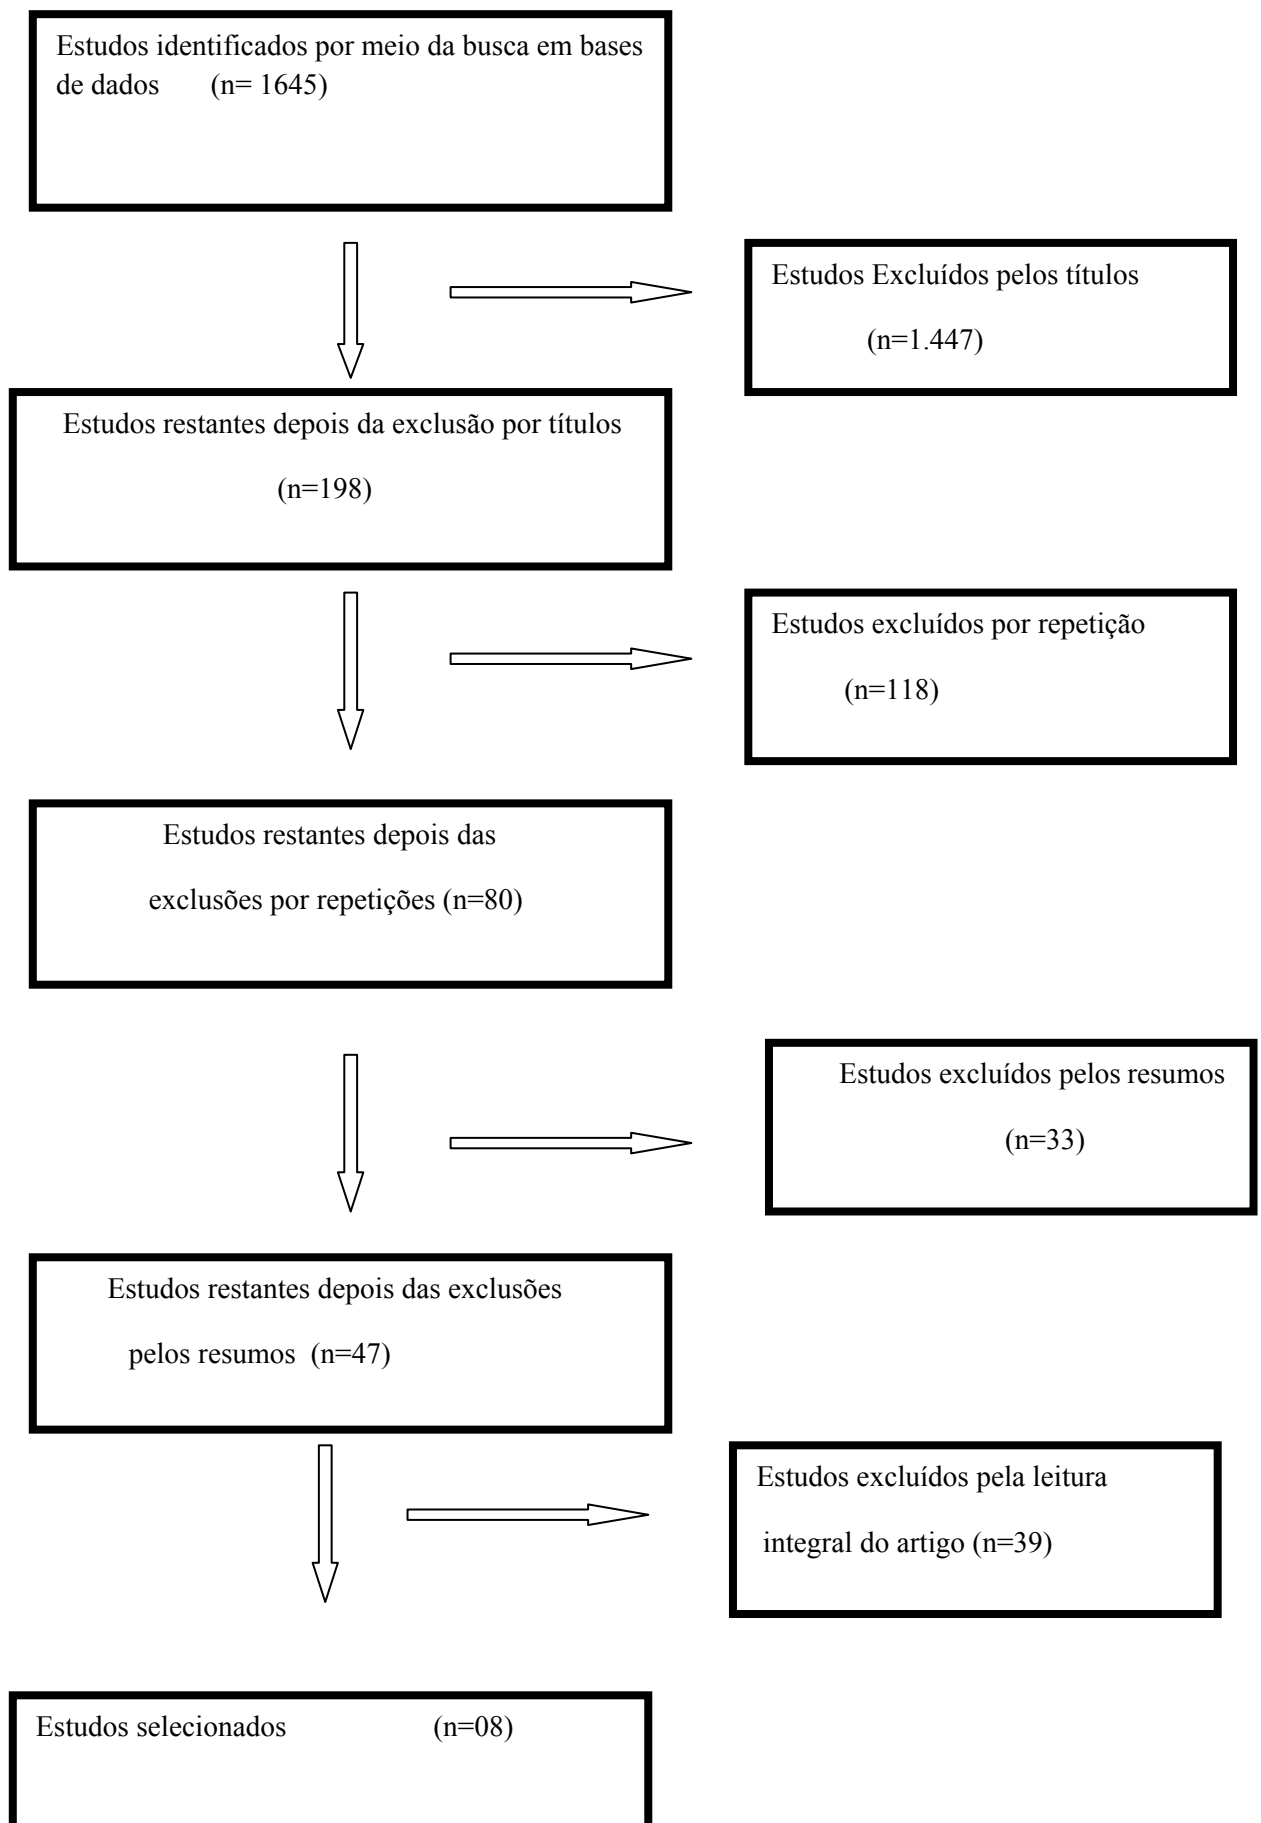 Estudos identificados por meio da busca em bases
de dados (n= 1645)
Estudos Excluídos pelos títulos
(n=1.447)
Estudos restantes depois da exclusão por títulos
(n=198)
Estudos excluídos por repetição
(n=118)
Estudos restantes depois das
exclusões por repetições (n=80)
Estudos excluídos pelos resumos
(n=33)
Estudos restantes depois das exclusões
pelos resumos (n=47)
Estudos excluídos pela leitura
integral do artigo (n=39)
Estudos selecionados (n=08)